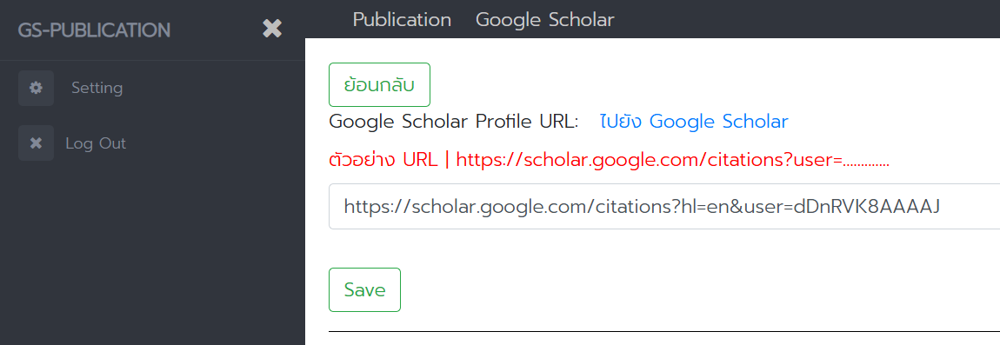 GS-PUBLICATION
Setting
Log Out
Publication Google Scholar
ย้อนกลับ
Google Scholar Profile URL: ไปยัง Google Scholar
ตัวอย่าง URL | https://scholar.google.com/citations?user=.............
https://scholar.google.com/citations?hl=en&user=dDnRVK8AAAAJ
Save